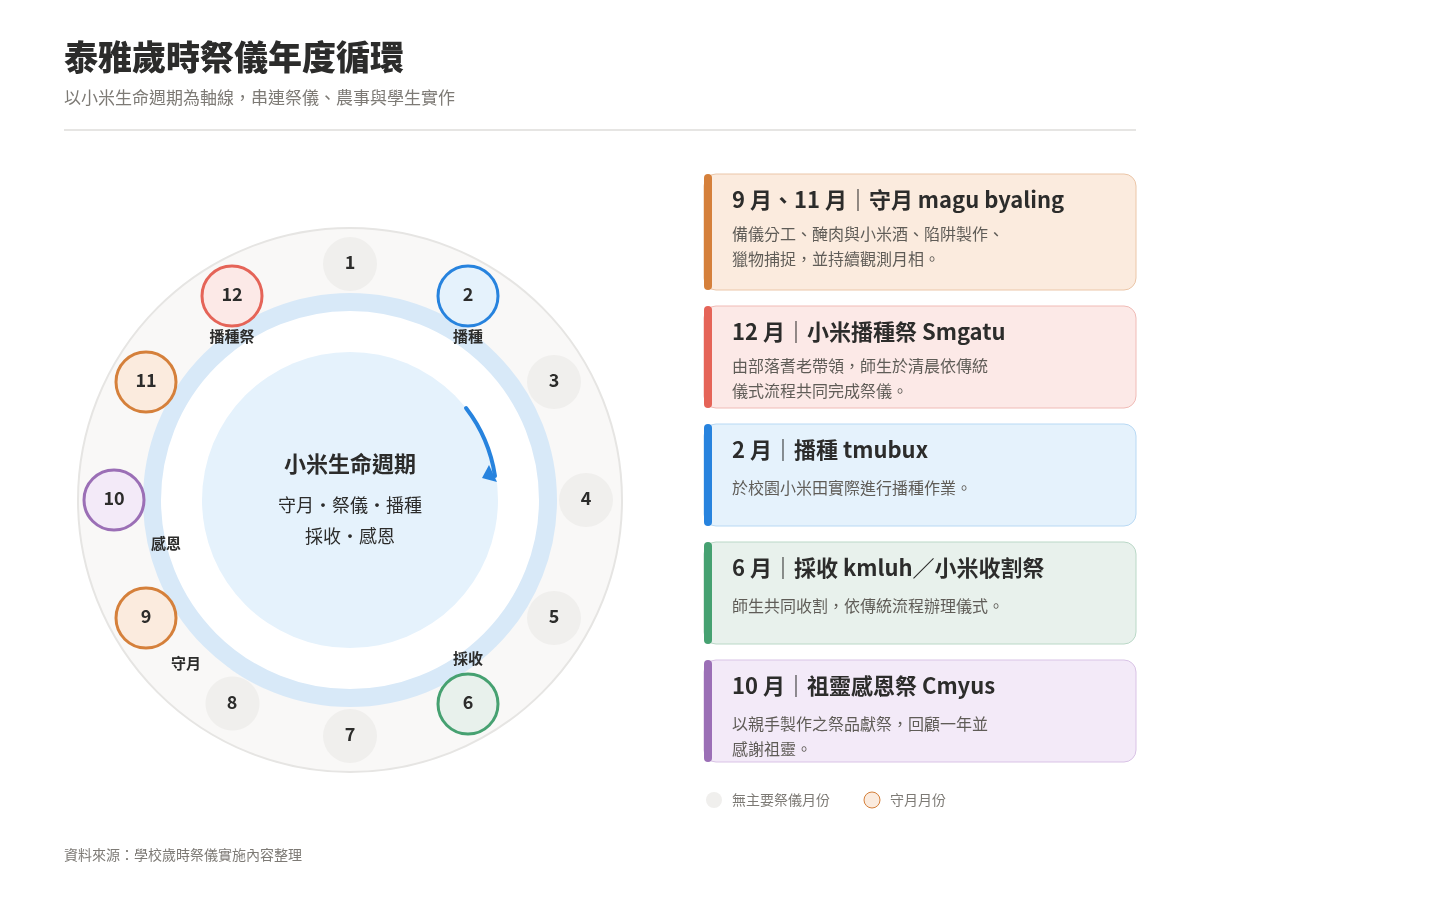 泰雅歲時祭儀年度循環
以小米生命週期為軸線，串連祭儀、農事與學生實作
1
2
播種
3
4
5
6
採收
7
8
9
守月
10
感恩
11
12
播種祭
小米生命週期
守月・祭儀・播種
採收・感恩
9 月、11 月｜守月 magu byaling
備儀分工、醃肉與小米酒、陷阱製作、
獵物捕捉，並持續觀測月相。
12 月｜小米播種祭 Smgatu
由部落耆老帶領，師生於清晨依傳統
儀式流程共同完成祭儀。
2 月｜播種 tmubux
於校園小米田實際進行播種作業。
6 月｜採收 kmluh／小米收割祭
師生共同收割，依傳統流程辦理儀式。
10 月｜祖靈感恩祭 Cmyus
以親手製作之祭品獻祭，回顧一年並
感謝祖靈。
無主要祭儀月份
守月月份
資料來源：學校歲時祭儀實施內容整理